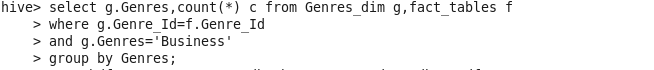 hive> select g.Genres,count(*) c from Genres_dim g,fact_tables f
> where g.Genre_Id=f.Genre_Id
> and g.Genres='Business'
> group by Genres;